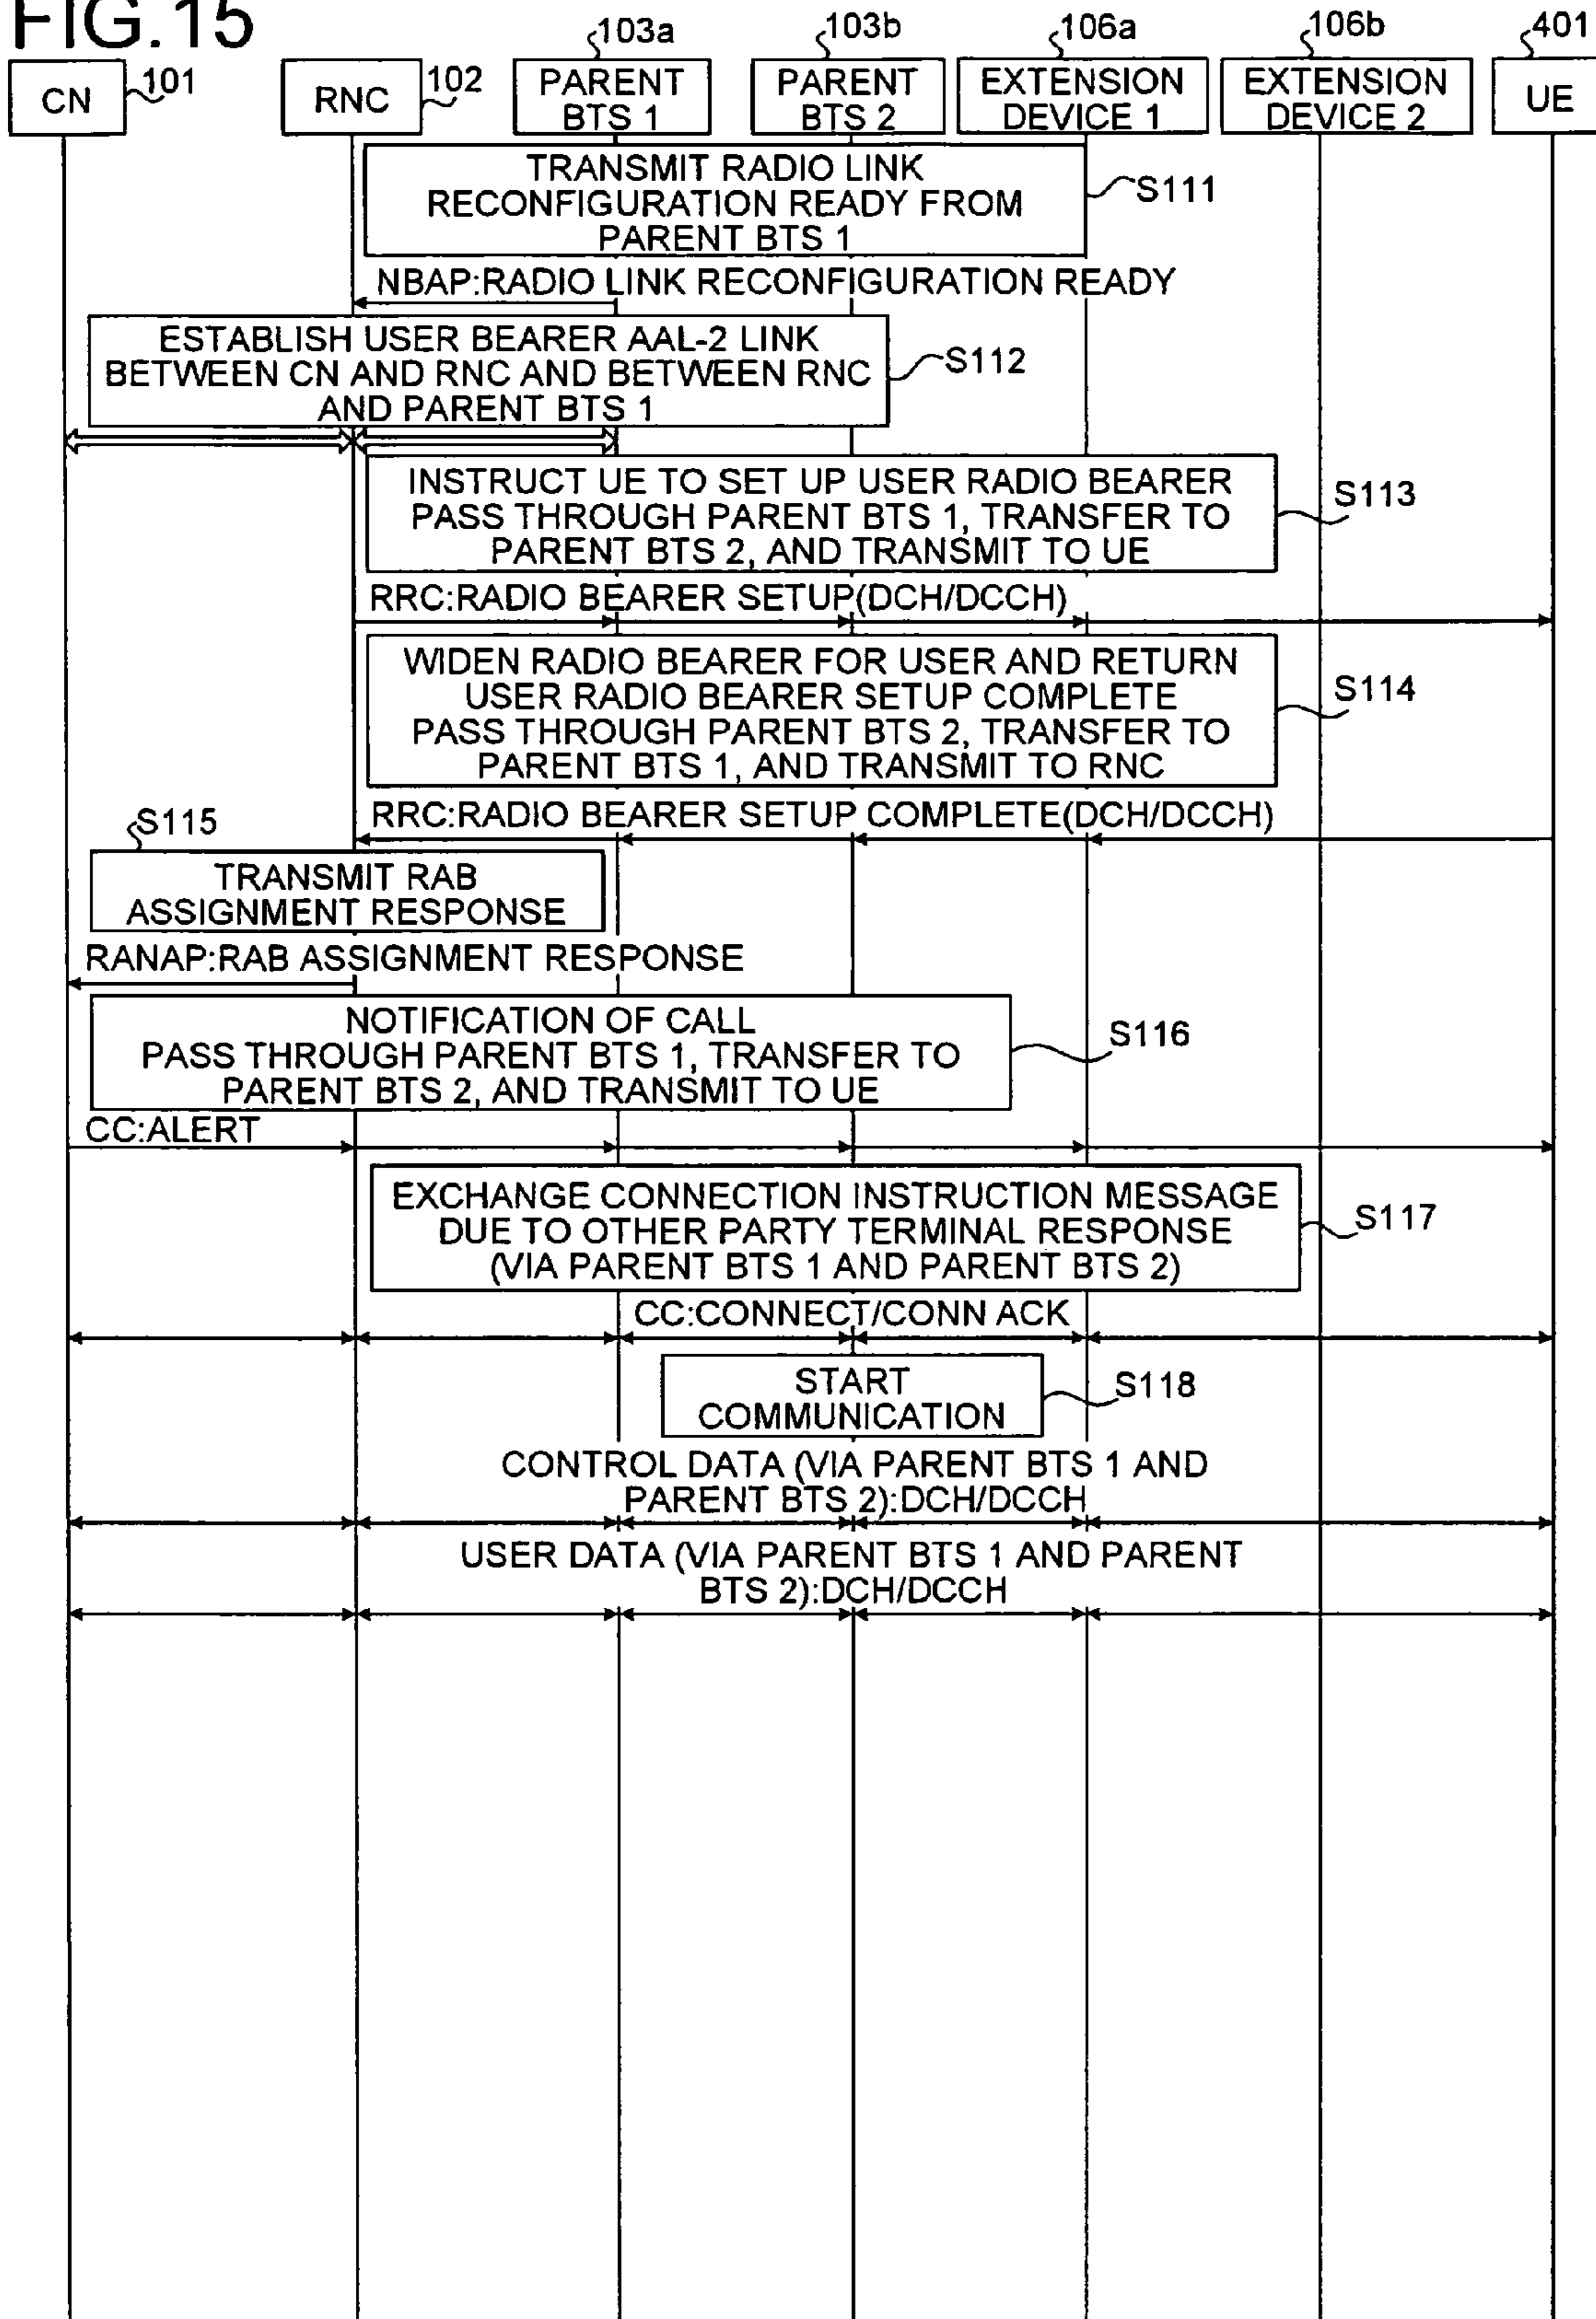 FIG.15
103a
103b
106a
106b
401
CN
101
RNC
102
PARENT
BTS 1
PARENT
BTS 2
EXTENSION
DEVICE 1
EXTENSION
DEVICE 2
UE
TRANSMIT RADIO LINK
RECONFIGURATION READY FROM
PARENT BTS 1
S111
NBAP:RADIO LINK RECONFIGURATION READY
ESTABLISH USER BEARER AAL-2 LINK
BETWEEN CN AND RNC AND BETWEEN RNC
AND PARENT BTS 1
S112
INSTRUCT UE TO SET UP USER RADIO BEARER
PASS THROUGH PARENT BTS 1, TRANSFER TO
PARENT BTS 2, AND TRANSMIT TO UE
S113
RRC:RADIO BEARER SETUP(DCH/DCCH)
WIDEN RADIO BEARER FOR USER AND RETURN
USER RADIO BEARER SETUP COMPLETE
PASS THROUGH PARENT BTS 2, TRANSFER TO
PARENT BTS 1, AND TRANSMIT TO RNC
S114
RRC:RADIO BEARER SETUP COMPLETE(DCH/DCCH)
S115
TRANSMIT RAB
ASSIGNMENT RESPONSE
RANAP:RAB ASSIGNMENT RESPONSE
NOTIFICATION OF CALL
PASS THROUGH PARENT BTS 1, TRANSFER TO
PARENT BTS 2, AND TRANSMIT TO UE
S116
CC:ALERT
EXCHANGE CONNECTION INSTRUCTION MESSAGE
DUE TO OTHER PARTY TERMINAL RESPONSE
(VIA PARENT BTS 1 AND PARENT BTS 2)
S117
CC:CONNECT/CONN ACK
START
COMMUNICATION
S118
CONTROL DATA (VIA PARENT BTS 1 AND
PARENT BTS 2):DCH/DCCH
USER DATA (VIA PARENT BTS 1 AND PARENT
BTS 2):DCH/DCCH